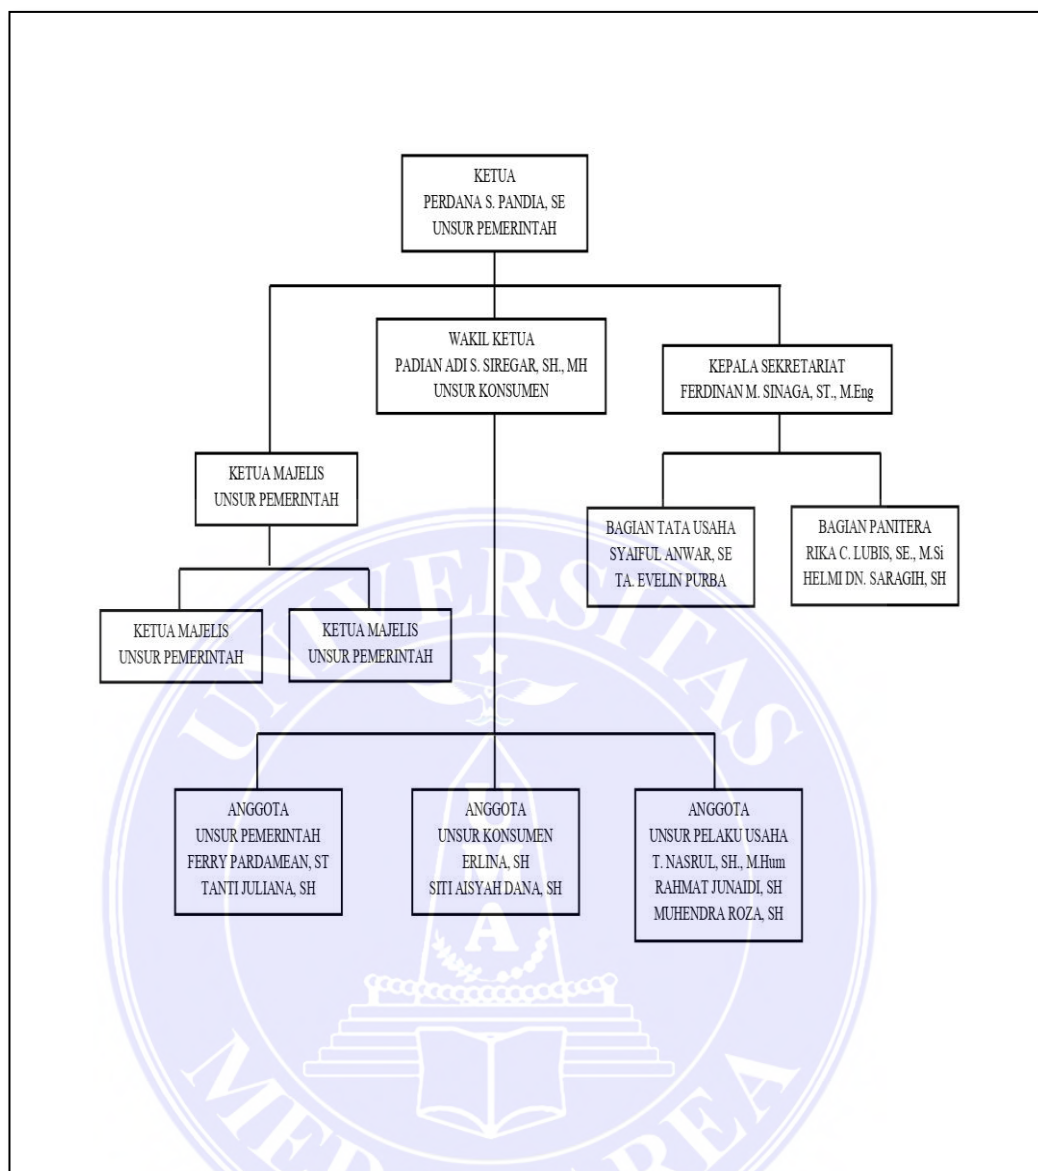 KETUA
PERDANA S. PANDIA, SE
UNSUR PEMERINTAH
WAKIL KETUA
PADIAN ADI S. SIREGAR, SH., MH
UNSUR KONSUMEN
KEPALA SEKRETARIAT
FERDINAN M. SINAGA, ST., M.Eng
KETUA MAJELIS
UNSUR PEMERINTAH
BAGIAN TATA USAHA
SYAIFUL ANWAR, SE
TA. EVELIN PURBA
BAGIAN PANITERA
RIKA C. LUBIS, SE., M.Si
HELMI DN. SARAGIH, SH
KETUA MAJELIS
UNSUR PEMERINTAH
KETUA MAJELIS
UNSUR PEMERINTAH
ANGGOTA
UNSUR PEMERINTAH
FERRY PARDAMEAN, ST
TANTI JULIANA, SH
ANGGOTA
UNSUR KONSUMEN
ERLINA, SH
SITI AISYAH DANA, SH
ANGGOTA
UNSUR PELAKU USAHA
T. NASRUL, SH., M.Hum
RAHMAT JUNAIDI, SH
MUHENDRA ROZA, SH
UNIVERSITAS
UMA